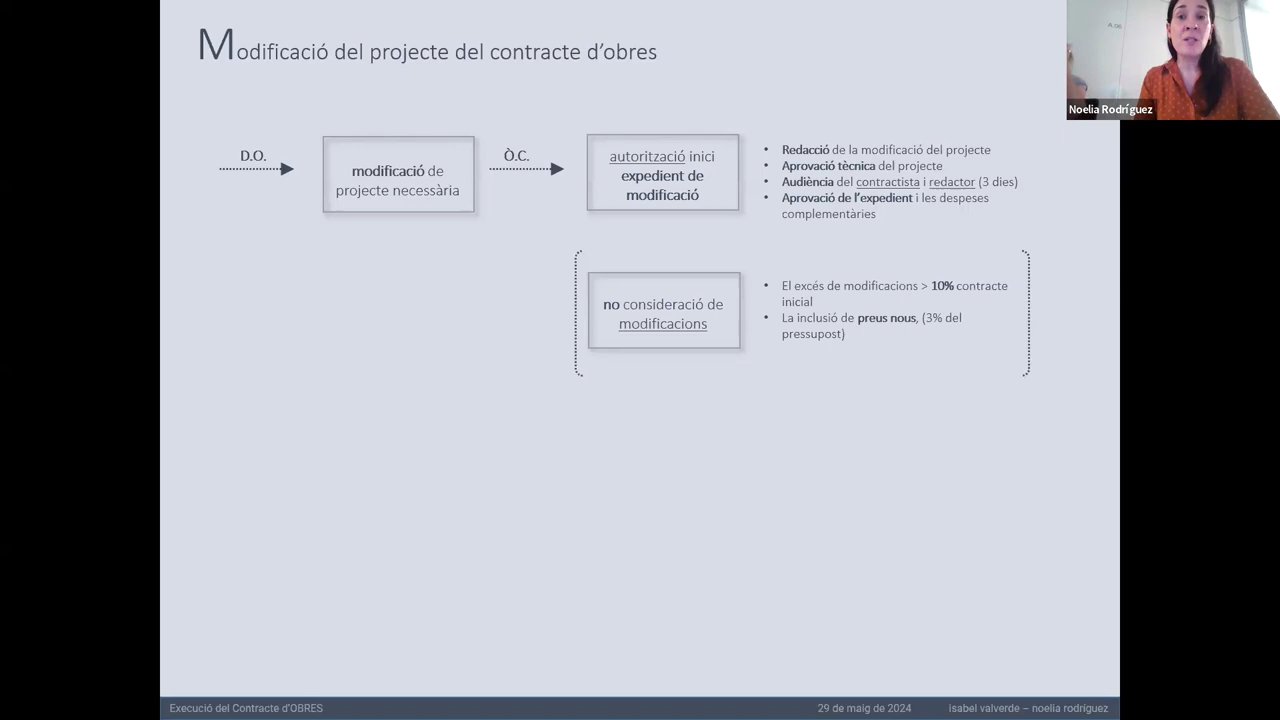 Modificació del projecte del contracte d'obres
Noelia Rodríguez
D.O.
modificació de
projecte necessària
Ò.C.
autorització inici
expedient de
modificació
• Redacció de la modificació del projecte
• Aprovació tècnica del projecte
• Audiència del contractista i redactor (3 dies)
• Aprovació de l'expedient i les despeses
complementàries
no consideració de
modificacions
• El excés de modificacions > 10% contracte
inicial
• La inclusió de preus nous, (3% del
pressupost)
Execució del Contracte d'OBRES
29 de maig de 2024
isabel valverde – noelia rodríguez